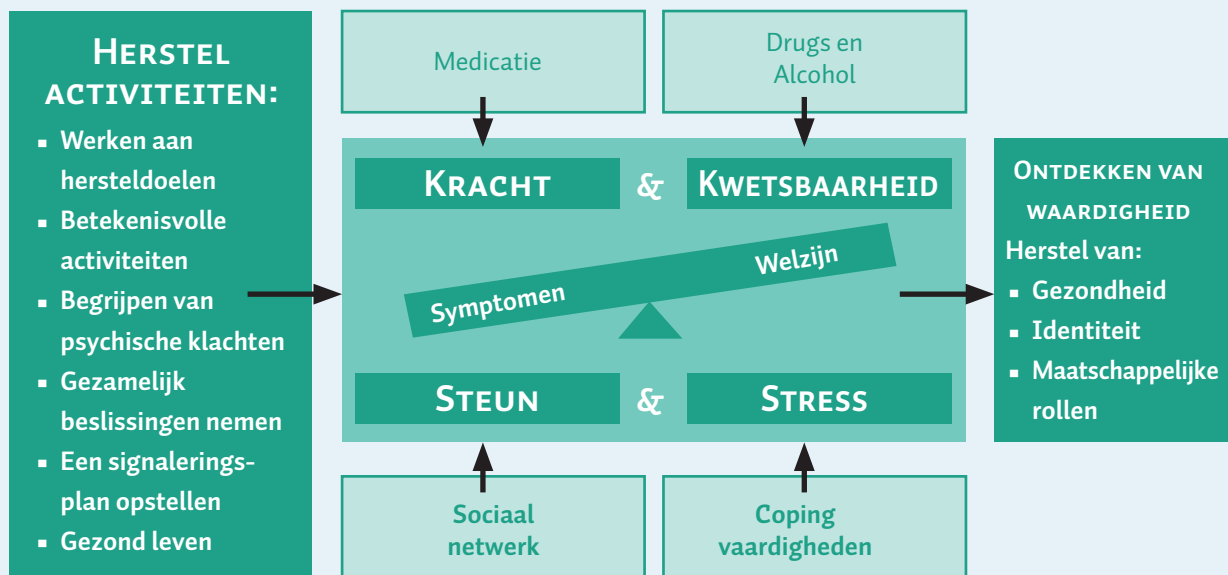 HERSTEL
ACTIVITEITEN:
▪ Werken aan
hersteldoelen
▪ Betekenisvolle
activiteiten
▪ Begrijpen van
psychische klachten
▪ Gezamelijk
beslissingen nemen
▪ Een signalerings-
plan opstellen
▪ Gezond leven
Medicatie
Drugs en
Alcohol
KRACHT & KWETSBAARHEID
Symptomen
Welzijn
STEUN & STRESS
Sociaal
netwerk
Coping
vaardigheden
ONTDEKKEN VAN
WAARDIGHEID
Herstel van:
▪ Gezondheid
▪ Identiteit
▪ Maatschappelijke
rollen